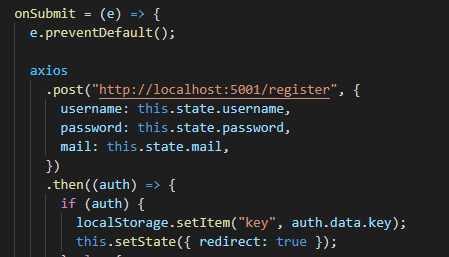 onSubmit = (e) => {
e.preventDefault();
axios
.post("http://localhost:5001/register", {
username: this.state.username,
password: this.state.password,
mail: this.state.mail,
})
.then((auth) => {
if (auth) {
localStorage.setItem("key", auth.data.key);
this.setState({ redirect: true });